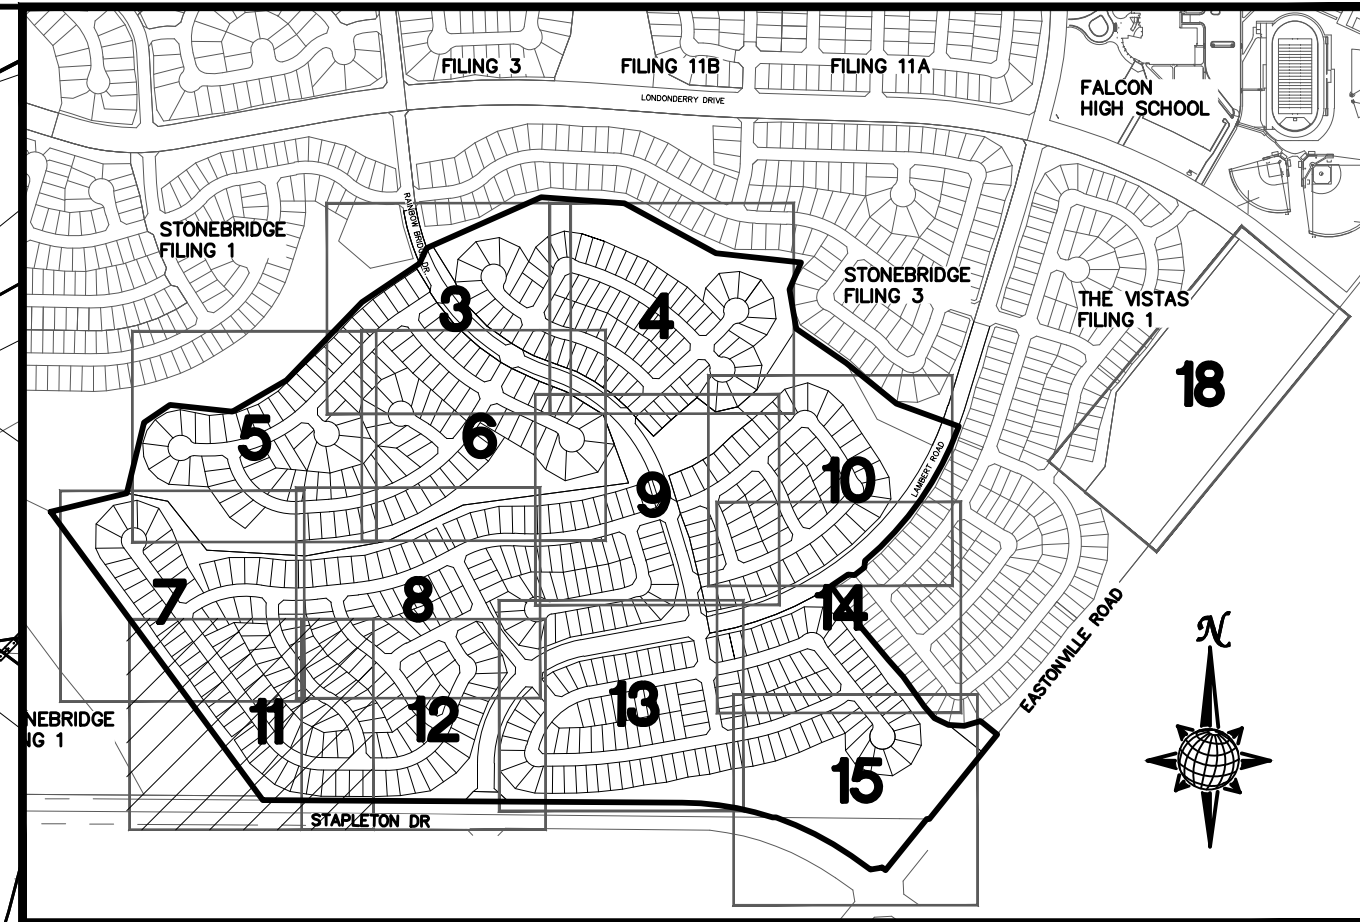 FILING 3
FILING 11B
FILING 11A
LONDONDERRY DRIVE
FALCON
HIGH SCHOOL
RAINBOW BRIDGE DR.
STONEBRIDGE
FILING 1
STONEBRIDGE
FILING 3
THE VISTAS
FILING 1
3
4
18
5
6
10
9
LAMBERT ROAD
7
8
14
EASTONVILLE ROAD
N
11
12
13
NEBRIDGE
NG 1
15
STAPLETON DR